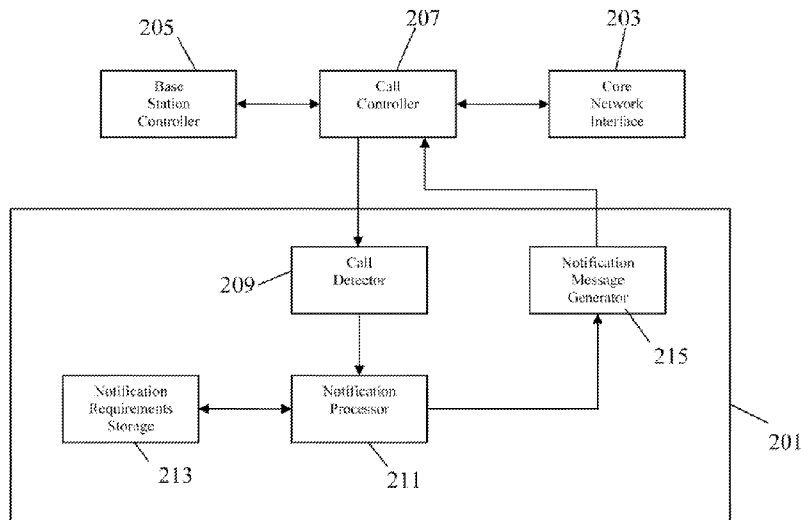 205
207
203
Base
Station
Controller
Call
Controller
Core
Network
Interface
Call
Detector
209
Notification
Message
Generator
215
Notification
Requirements
Storage
Notification
Processor
213
211
201